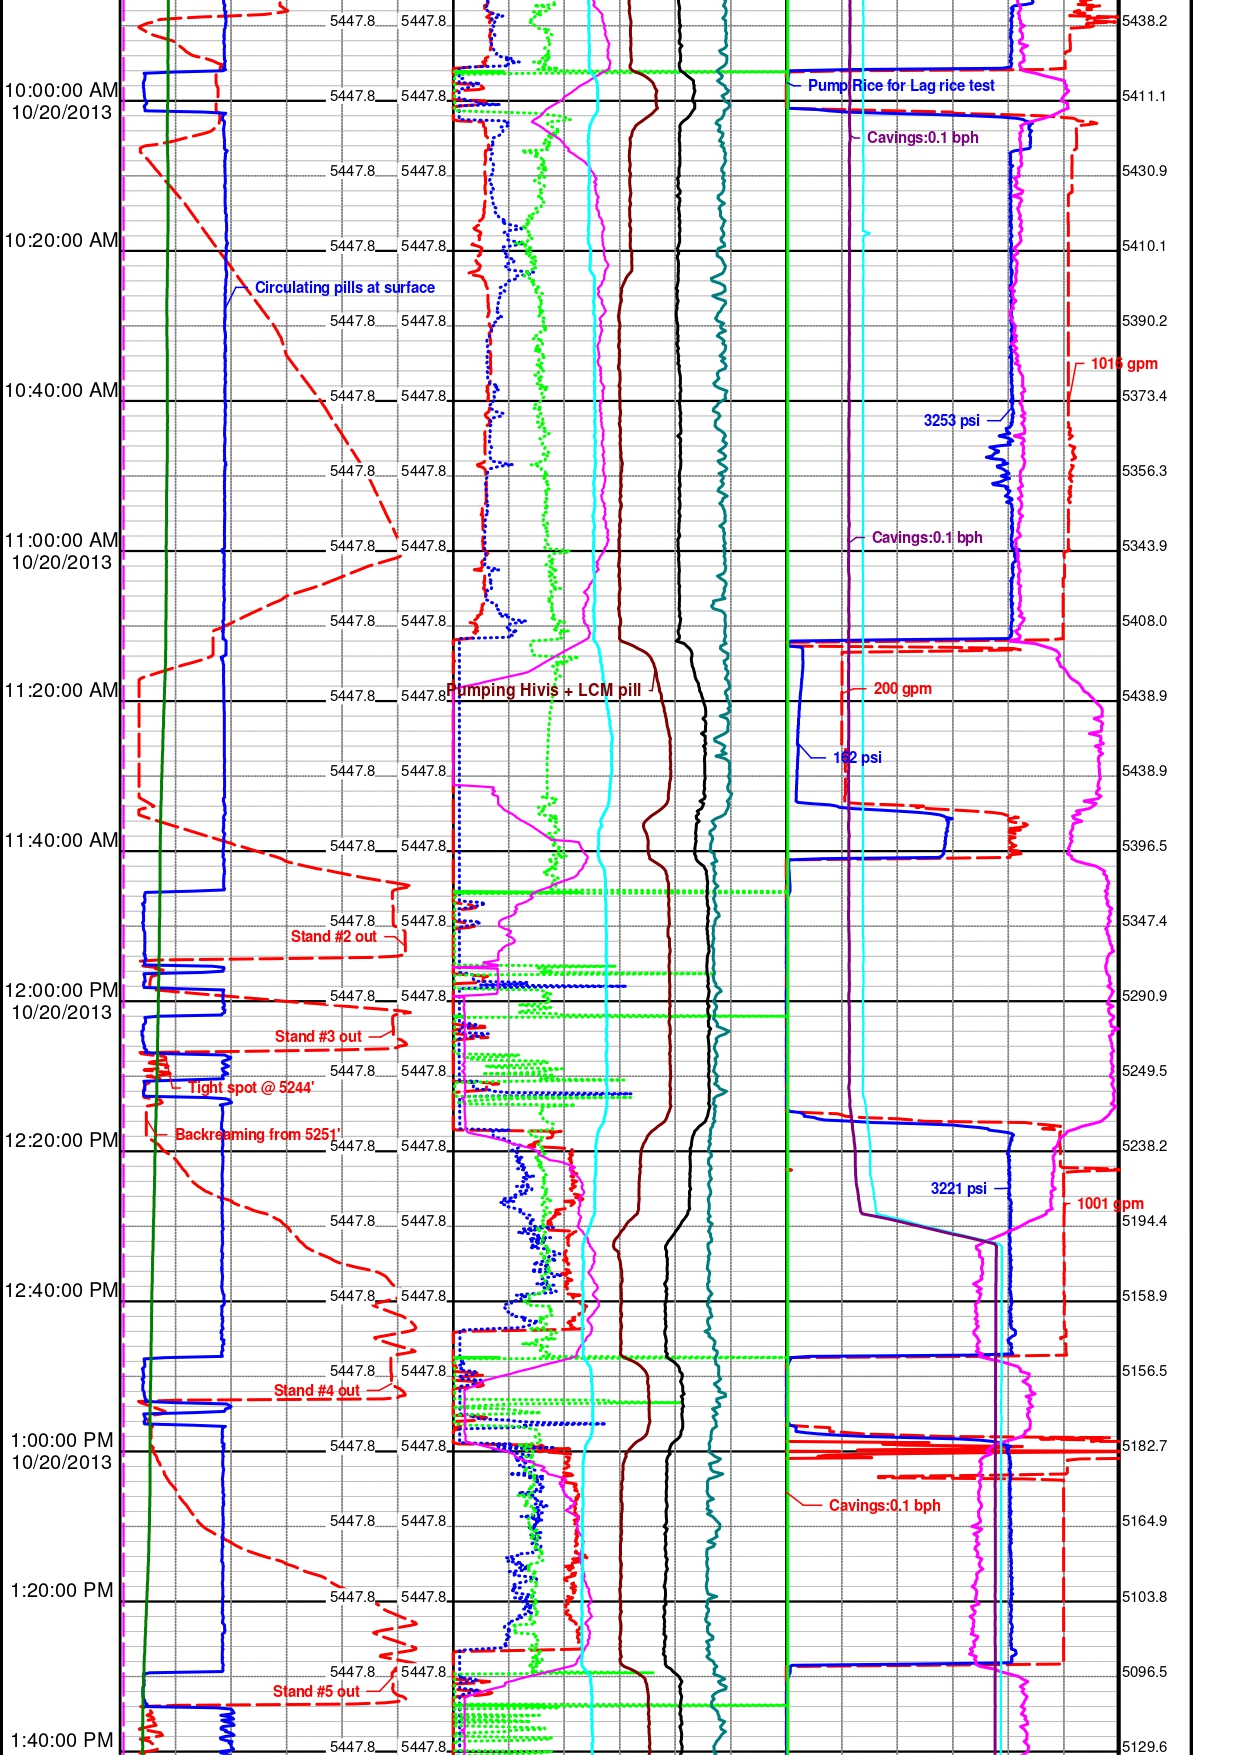 5447.8 5447.8 5438.2
Pump Rice for Lag rice test
10:00:00 AM 5447.8 5447.8 5411.1
10/20/2013
Cavings:0.1 bph
5447.8 5447.8 5430.9
10:20:00 AM 5447.8 5447.8 5410.1
Circulating pills at surface
5447.8 5447.8 5390.2
1016 gpm
10:40:00 AM 5447.8 5447.8 5373.4
3253 psi
5447.8 5447.8 5356.3
Cavings:0.1 bph
11:00:00 AM 5447.8 5447.8 5343.9
10/20/2013
5447.8 5447.8 5408.0
Pumping Hivis + LCM pill 200 gpm
11:20:00 AM 5447.8 5447.8 5438.9
162 psi
5447.8 5447.8 5438.9
11:40:00 AM 5447.8 5447.8 5396.5
5447.8 5447.8 5347.4
Stand #2 out
12:00:00 PM 5447.8 5447.8 5290.9
10/20/2013
Stand #3 out
5447.8 5447.8 5249.5
Tight spot @ 5244'
Backreaming from 5251'
12:20:00 PM 5447.8 5447.8 5238.2
3221 psi
1001 gpm
5447.8 5447.8 5194.4
12:40:00 PM 5447.8 5447.8 5158.9
5447.8 5447.8 5156.5
Stand #4 out
1:00:00 PM 5447.8 5447.8 5182.7
10/20/2013
Cavings:0.1 bph
5447.8 5447.8 5164.9
1:20:00 PM 5447.8 5447.8 5103.8
5447.8 5447.8 5096.5
Stand #5 out
1:40:00 PM 5447.8 5447.8 5129.6